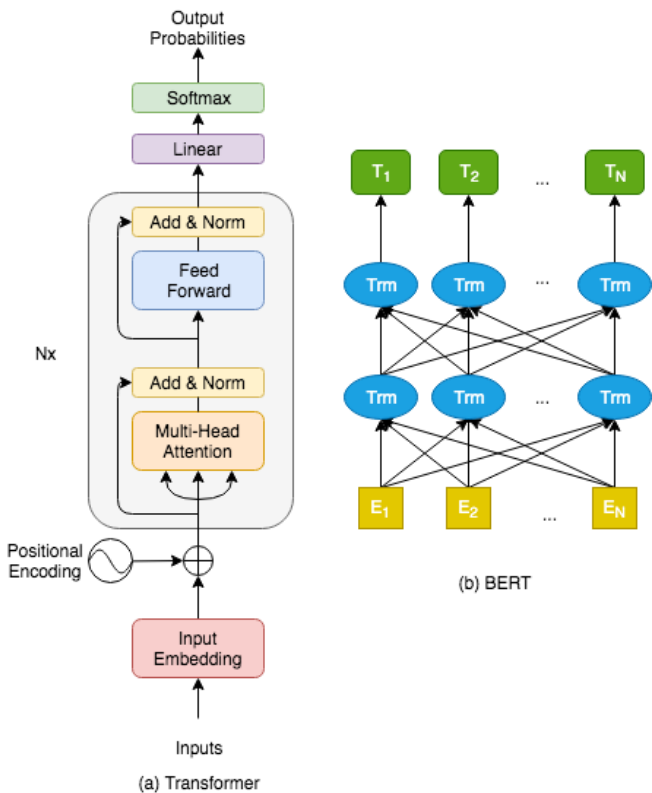 Output
Probabilities
Softmax
Linear
Add & Norm
Feed
Forward
Nx
Add & Norm
Multi-Head
Attention
Positional
Encoding
Input
Embedding
Inputs
(a) Transformer
T1 T2 ... TN
Trm Trm ... Trm
Trm Trm ... Trm
E1 E2 ... EN
(b) BERT